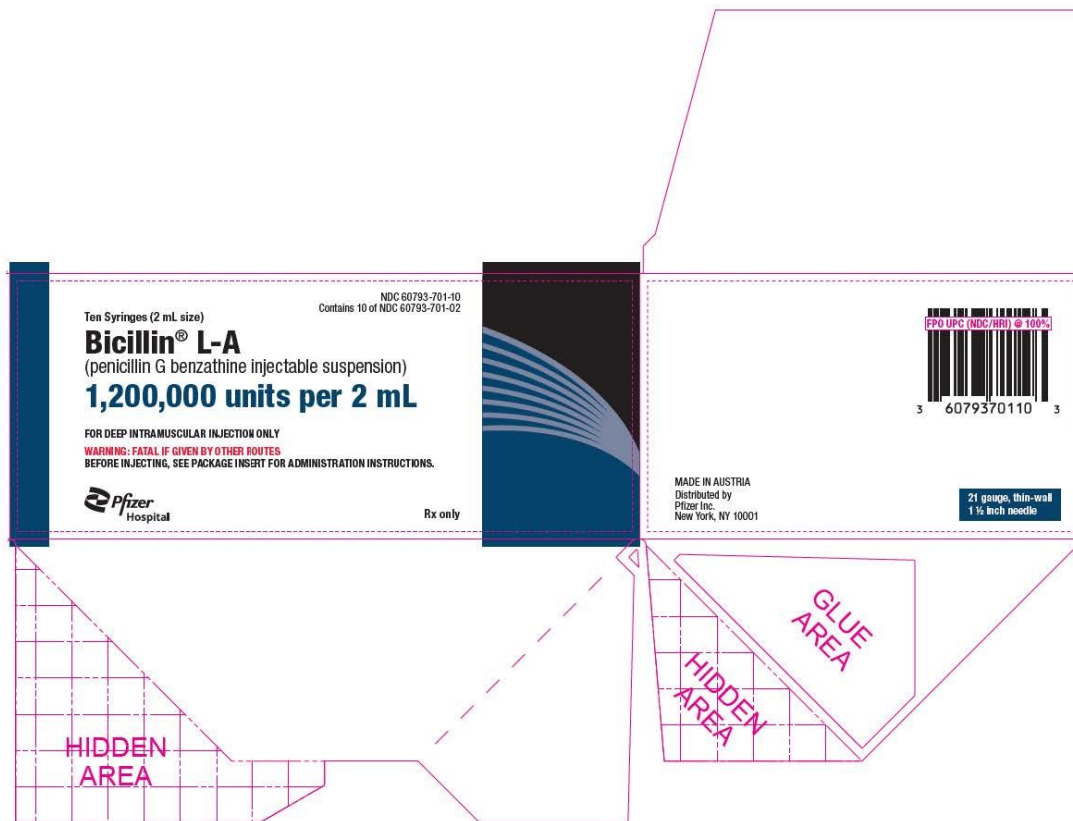 NDC 60793-701-10
Contains 10 of NDC 60793-701-02
Ten Syringes (2 mL size)
Bicillin® L-A
(penicillin G benzathine injectable suspension)
1,200,000 units per 2 mL
FOR DEEP INTRAMUSCULAR INJECTION ONLY
WARNING: FATAL IF GIVEN BY OTHER ROUTES
BEFORE INJECTING, SEE PACKAGE INSERT FOR ADMINISTRATION INSTRUCTIONS.
Pfizer
Hospital
Rx only
FPO UPC (NDC/HRI) @ 100%
3 6079370110 3
MADE IN AUSTRIA
Distributed by
Pfizer Inc.
New York, NY 10001
21 gauge, thin-wall
1 ½ inch needle
HIDDEN
AREA
HIDDEN
AREA
GLUE
AREA